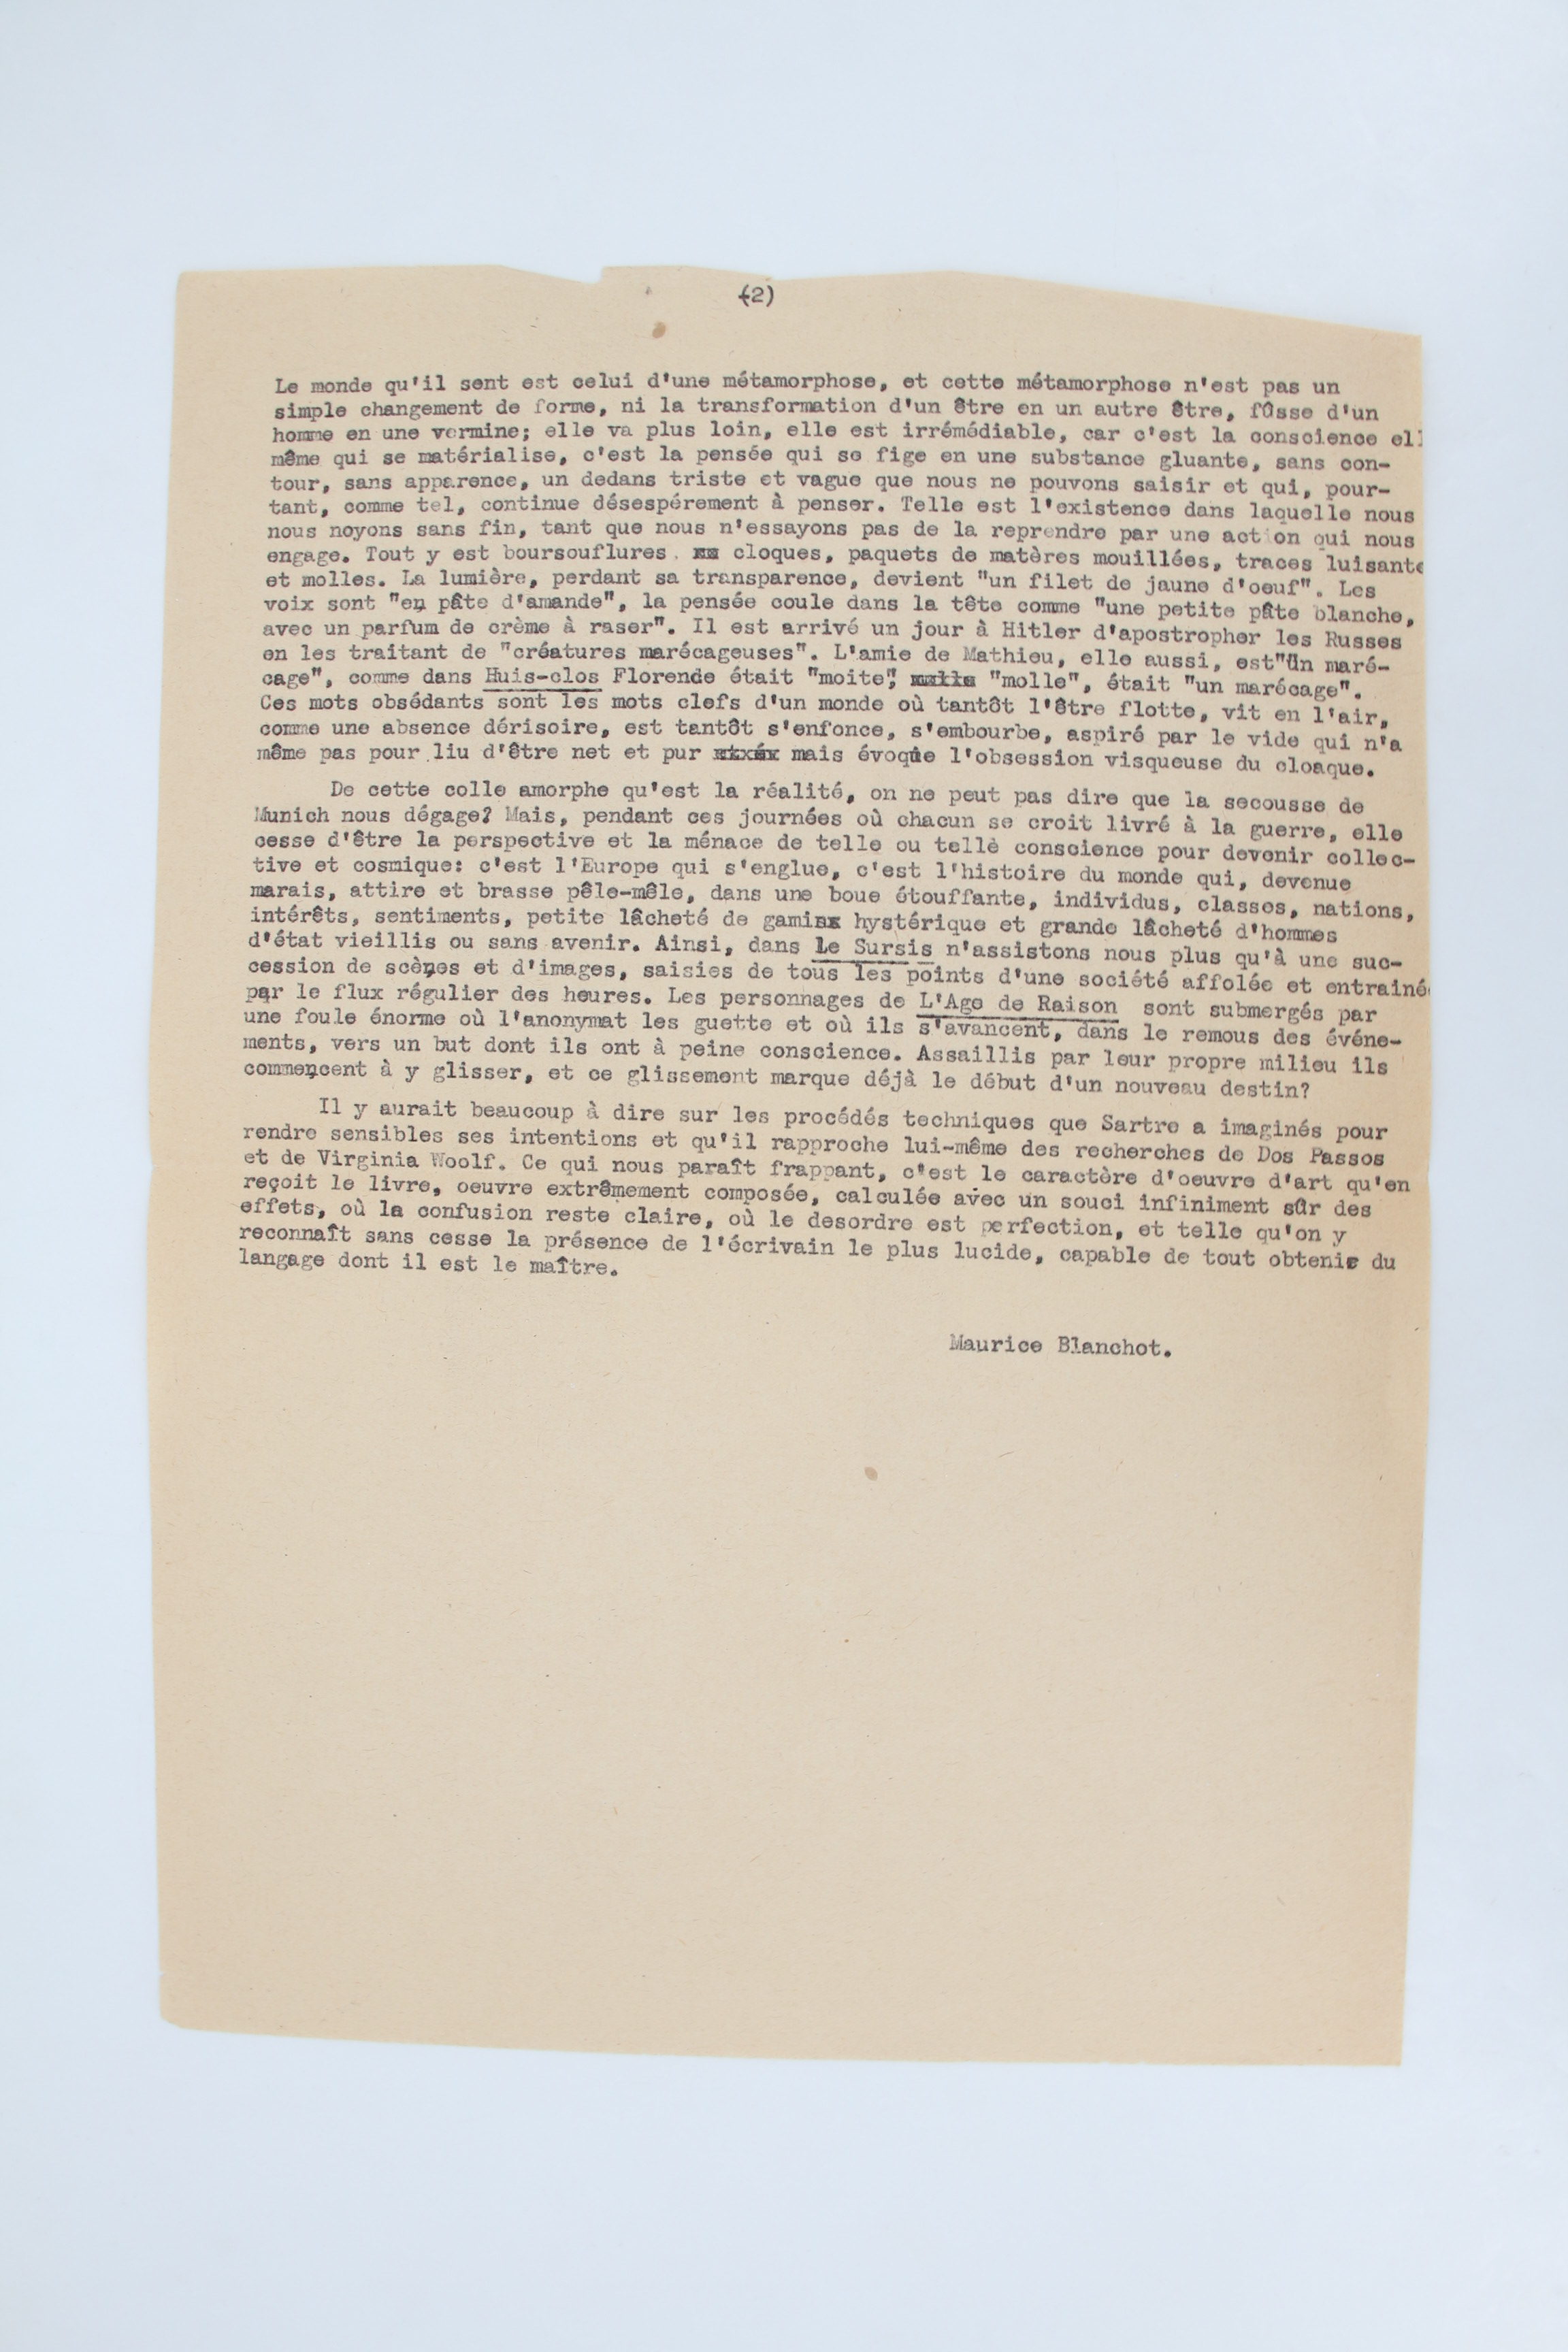 (2)
Le monde qu'il sent est celui d'une métamorphose, et cette métamorphose n'est pas un
simple changement de forme, ni la transformation d'un être en un autre être, fûsse d'un
homme en une vermine; elle va plus loin, elle est irrémédiable, car c'est la conscience ell
même qui se matérialise, c'est la pensée qui se fige en une substance gluante, sans con-
tour, sans apparence, un dedans triste et vague que nous ne pouvons saisir et qui, pour-
tant, comme tel, continue désespérement à penser. Telle est l'existence dans laquelle nous
nous noyons sans fin, tant que nous n'essayons pas de la reprendre par une action qui nous
engage. Tout y est boursouflures, cloques, paquets de matères mouillées, traces luisante
et molles. La lumière, perdant sa transparence, devient "un filet de jaune d'oeuf". Les
voix sont "en pâte d'amande", la pensée coule dans la tête comme "une petite pâte blanche,
avec un parfum de crème à raser". Il est arrivé un jour à Hitler d'apostropher les Russes
en les traitant de "créatures marécageuses". L'amie de Mathieu, elle aussi, est"un maré-
cage", comme dans Huis-clos Florende était "moite", "molle", était "un marécage".
Ces mots obsédants sont les mots clefs d'un monde où tantôt l'être flotte, vit en l'air,
comme une absence dérisoire, est tantôt s'enfonce, s'embourbe, aspiré par le vide qui n'a
même pas pour liu d'être net et pur mais évoque l'obsession visqueuse du cloaque.
De cette colle amorphe qu'est la réalité, on ne peut pas dire que la secousse de
Munich nous dégage? Mais, pendant ces journées où chacun se croit livré à la guerre, elle
cesse d'être la perspective et la ménace de telle ou tellè conscience pour devenir collec-
tive et cosmique: c'est l'Europe qui s'englue, c'est l'histoire du monde qui, devenue
marais, attire et brasse pêle-mêle, dans une boue étouffante, individus, classes, nations,
intérêts, sentiments, petite lâcheté de gamin hystérique et grande lâcheté d'hommes
d'état vieillis ou sans avenir. Ainsi, dans Le Sursis n'assistons nous plus qu'à une suc-
cession de scènes et d'images, saisies de tous les points d'une société affolée et entrainé
par le flux régulier des heures. Les personnages de L'Age de Raison sont submergés par
une foule énorme où l'anonymat les guette et où ils s'avancent, dans le remous des événe-
ments, vers un but dont ils ont à peine conscience. Assaillis par leur propre milieu ils
commencent à y glisser, et ce glissement marque déjà le début d'un nouveau destin?
Il y aurait beaucoup à dire sur les procédés techniques que Sartre a imaginés pour
rendre sensibles ses intentions et qu'il rapproche lui-même des recherches de Dos Passos
et de Virginia Woolf. Ce qui nous paraît frappant, c'est le caractère d'oeuvre d'art qu'en
reçoit le livre, oeuvre extrêmement composée, calculée avec un souci infiniment sûr des
effets, où la confusion reste claire, où le desordre est perfection, et telle qu'on y
reconnaît sans cesse la présence de l'écrivain le plus lucide, capable de tout obtenir du
langage dont il est le maître.
Maurice Blanchot.